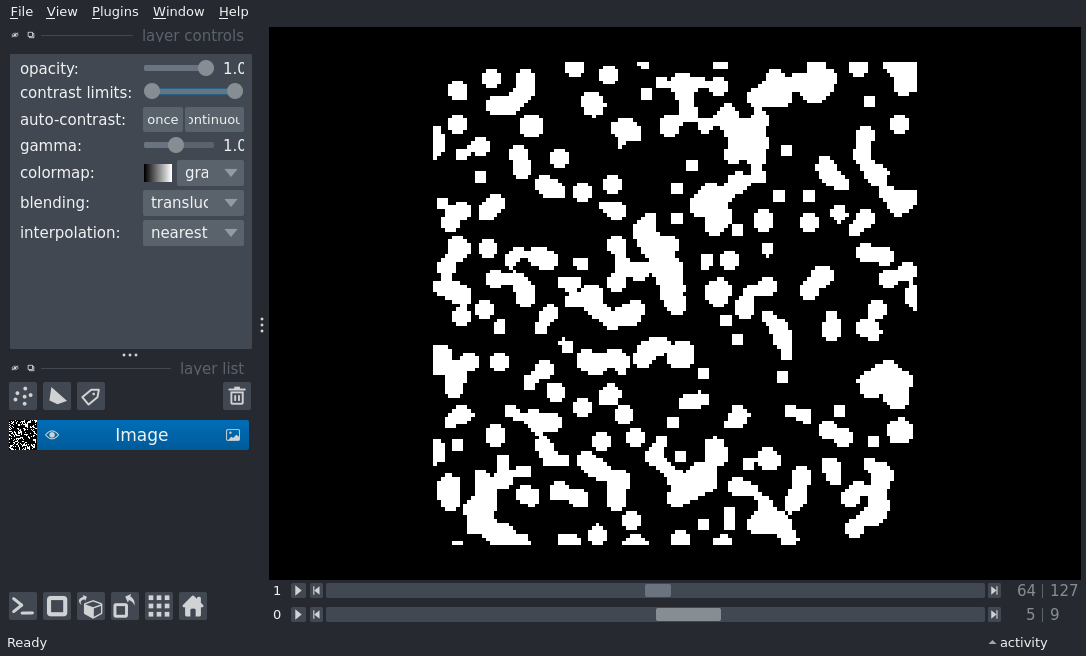 File View Plugins Window Help
layer controls
opacity: 1.0
contrast limits:
auto-contrast: once ontinuou
gamma: 1.0
colormap: gra
blending: transluc
interpolation: nearest
layer list
Image
1 64 | 127
0 5 | 9
Ready activity